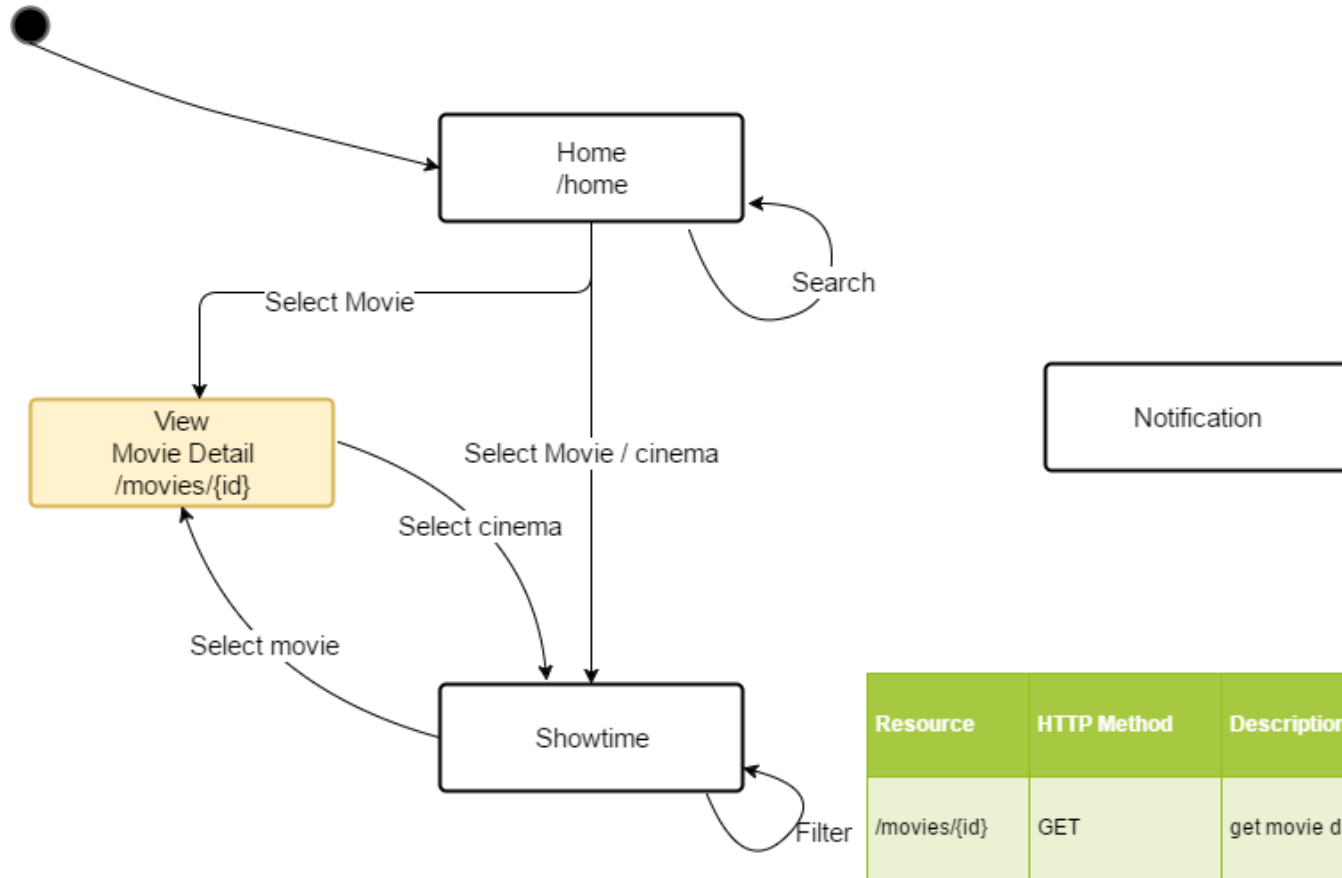 Home
/home
Search
Select Movie
View
Movie Detail
/movies/{id}
Notification
Select Movie / cinema
Select cinema
Select movie
Showtime
Filter
Resource HTTP Method Description
/movies/{id} GET get movie d